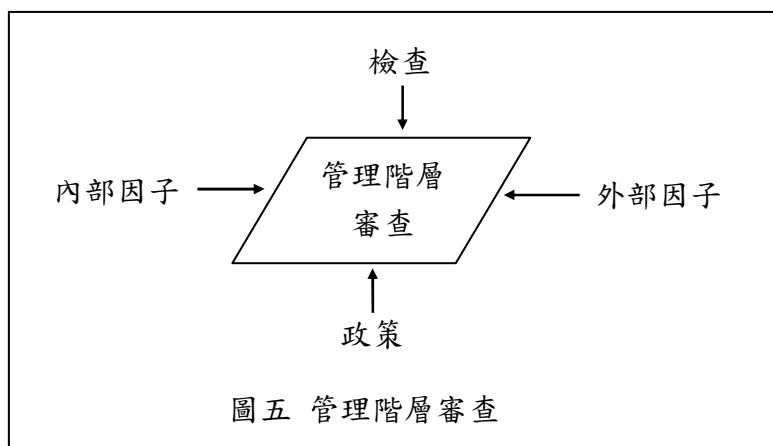 檢查
內部因子
管理階層
審查
外部因子
政策
圖五 管理階層審查